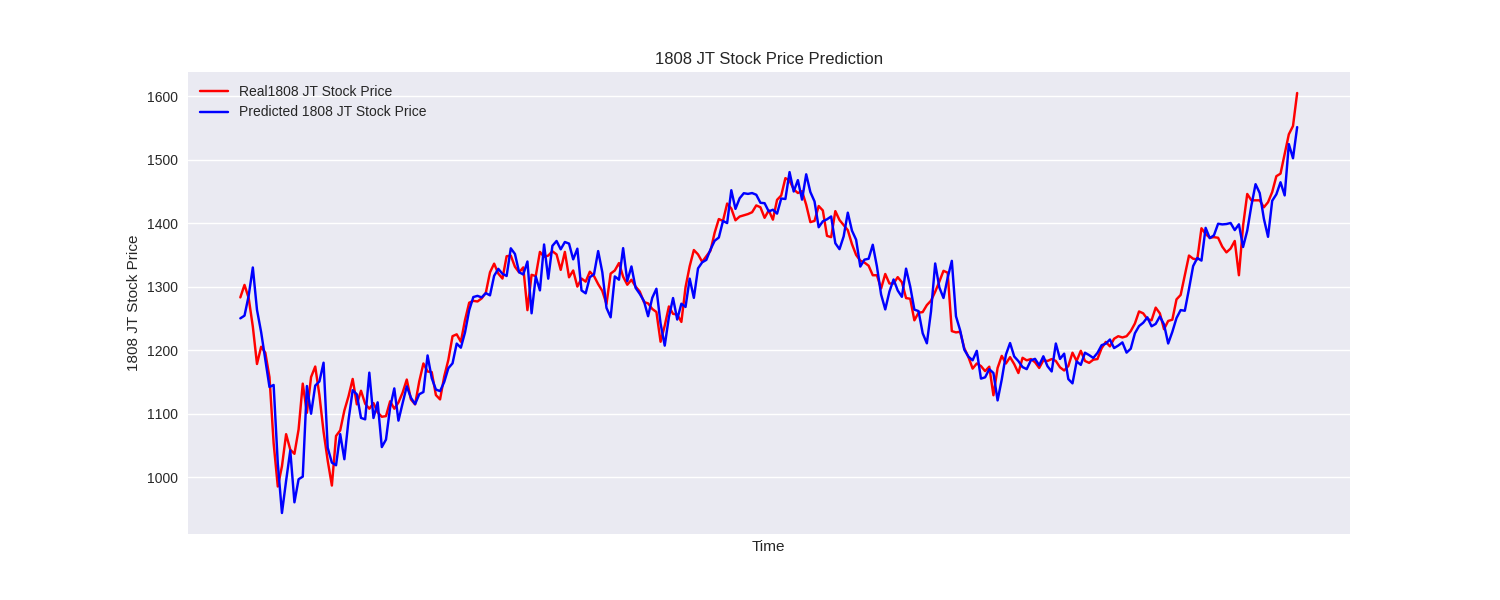 1808 JT Stock Price Prediction
Real1808 JT Stock Price
Predicted 1808 JT Stock Price
1600
1500
1400
1300
1200
1100
1000
1808 JT Stock Price
Time